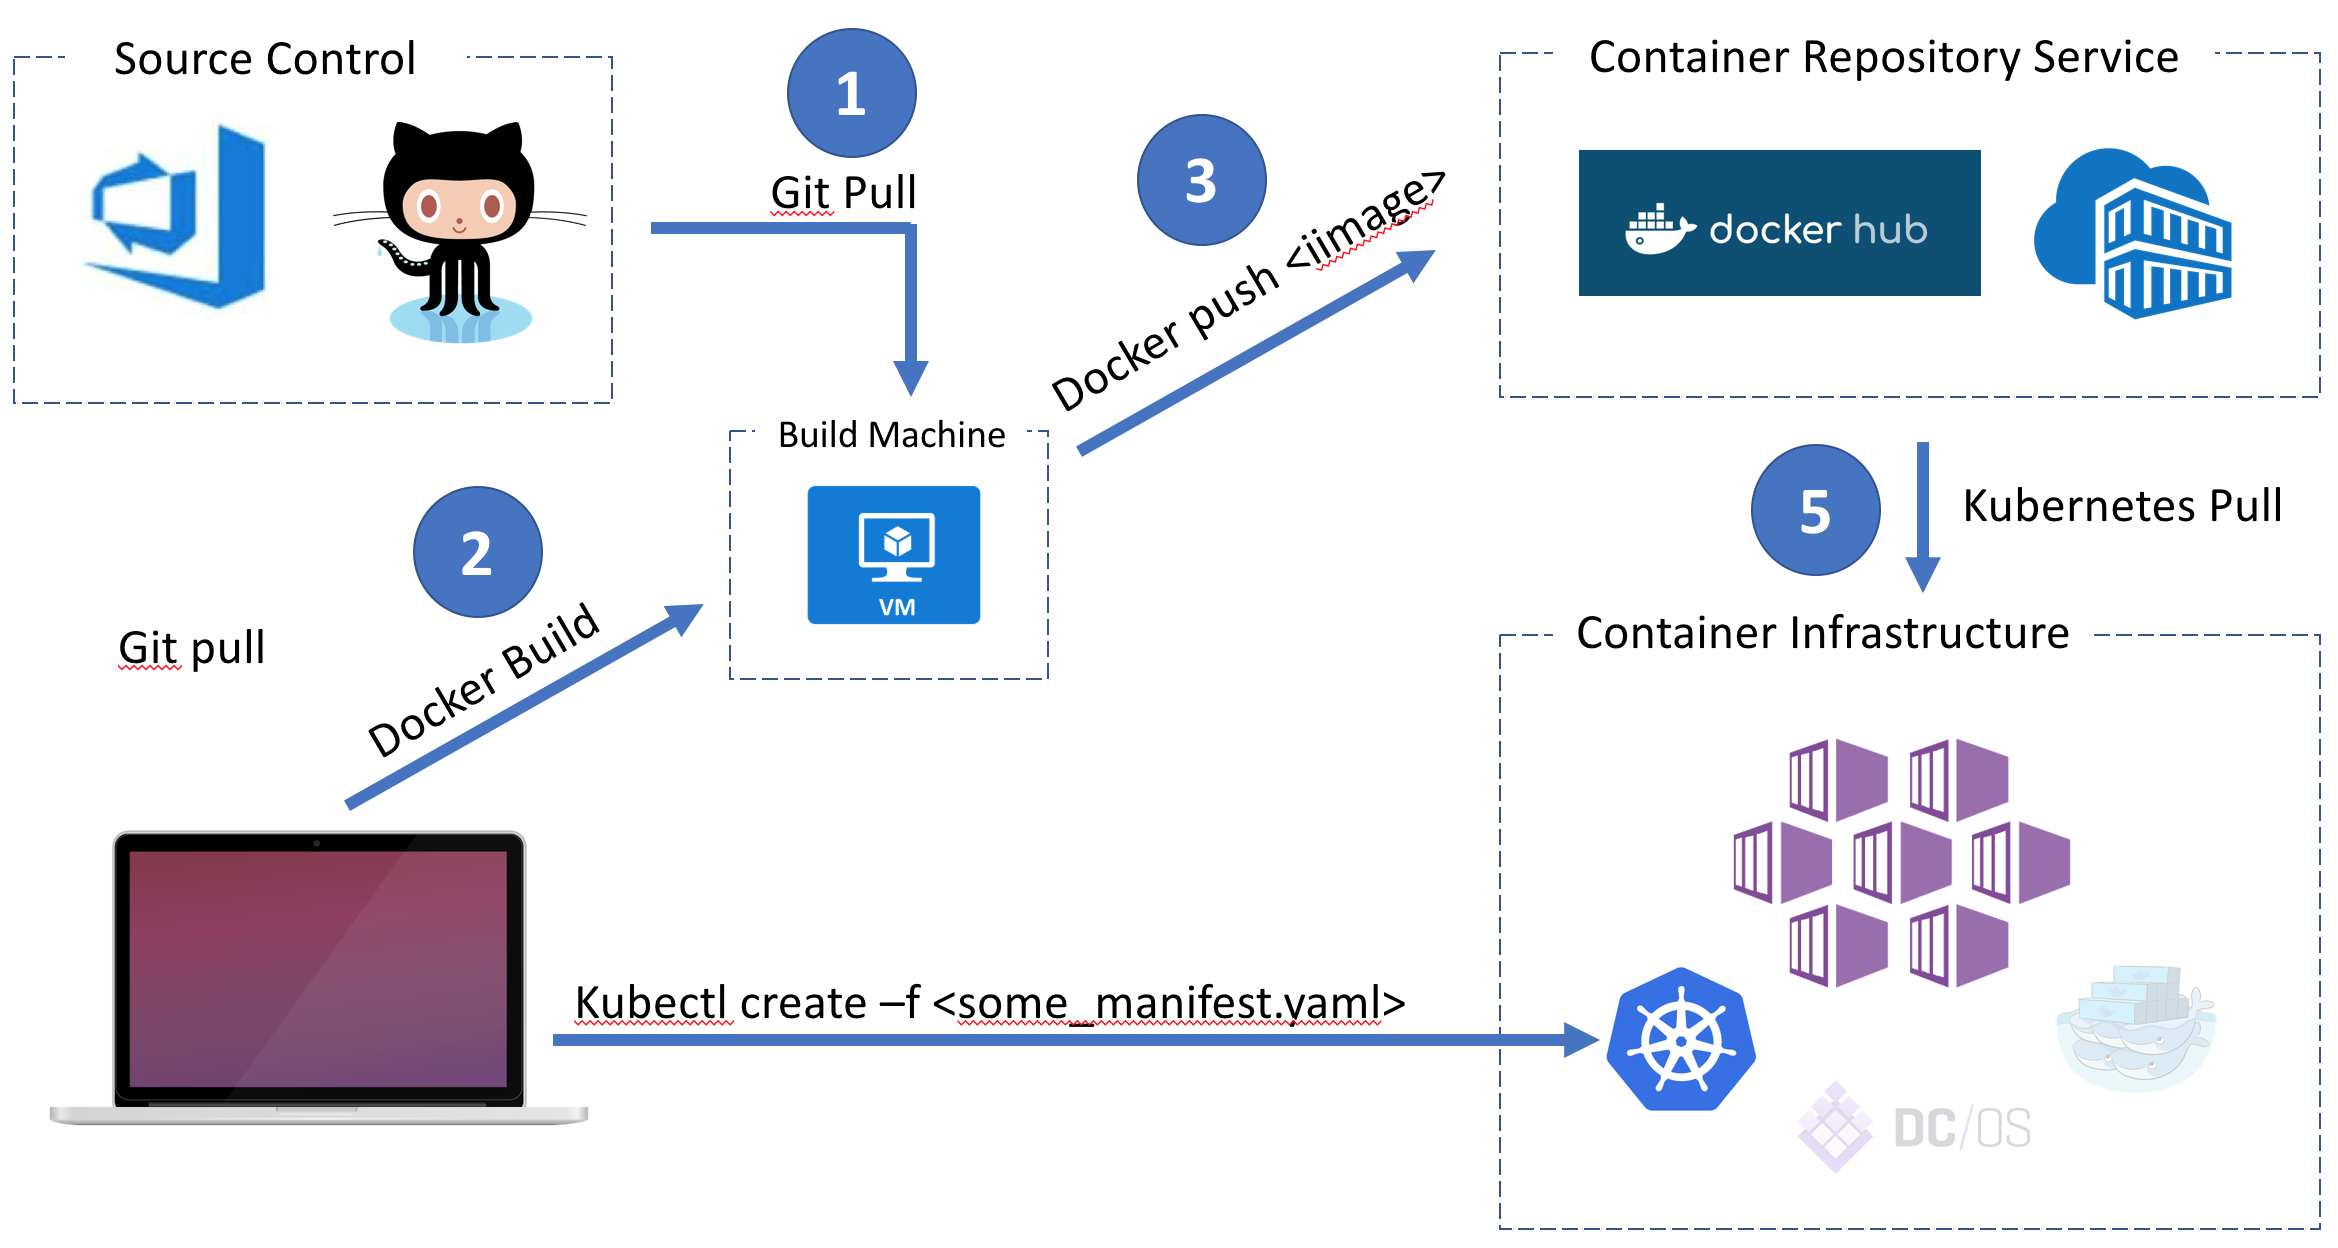 Source Control
1
Git Pull
3
Docker push <iimage>
Container Repository Service
docker hub
Build Machine
VM
2
Docker Build
Git pull
5
Kubernetes Pull
Container Infrastructure
Kubectl create –f <some_manifest.yaml>
DC/OS